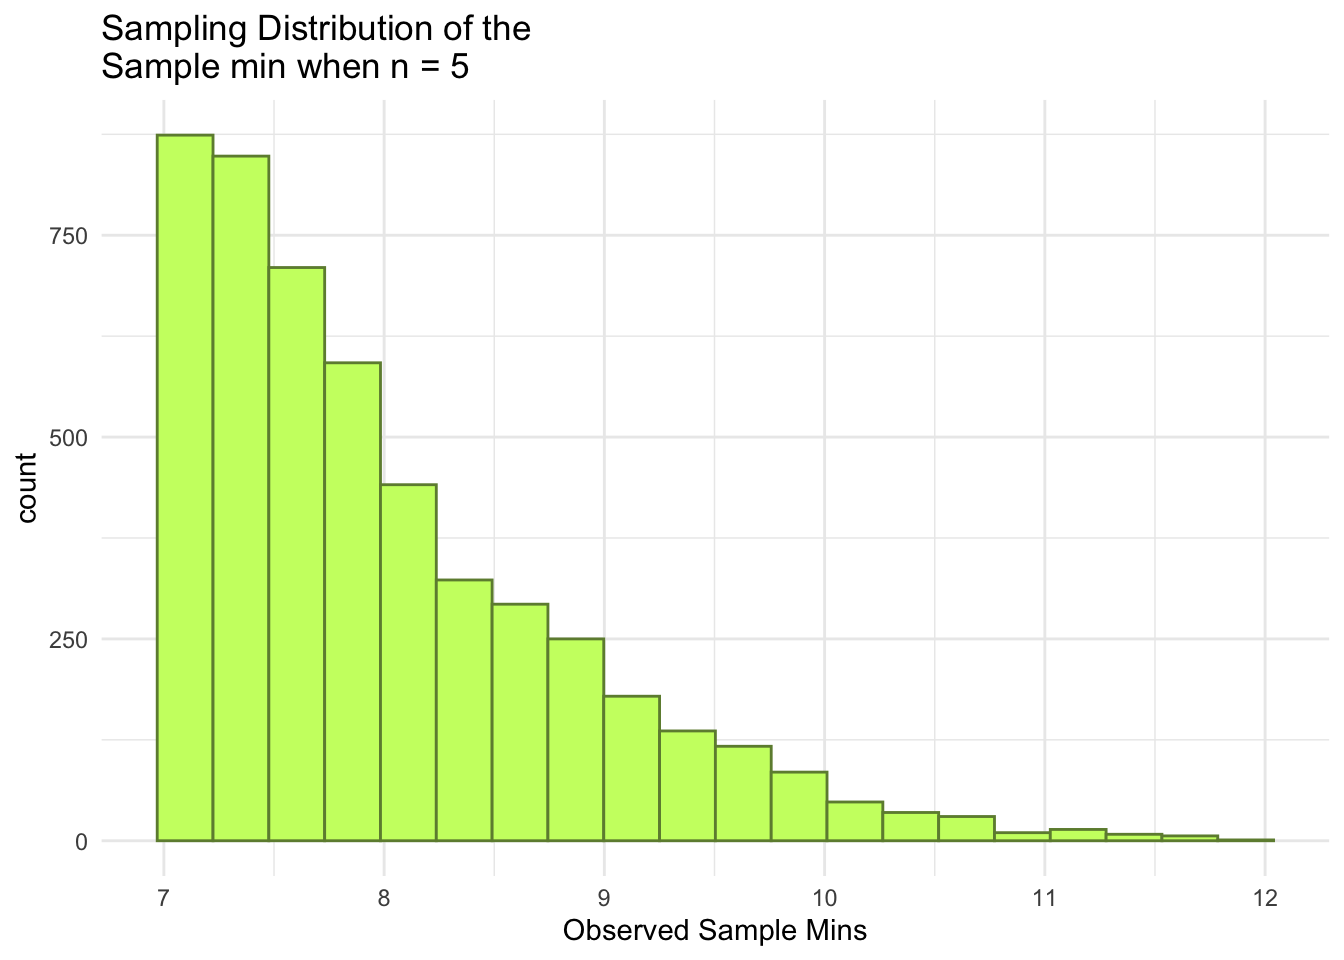 Sampling Distribution of the
Sample min when n = 5
count
750
500
250
0
7 8 9 10 11 12
Observed Sample Mins